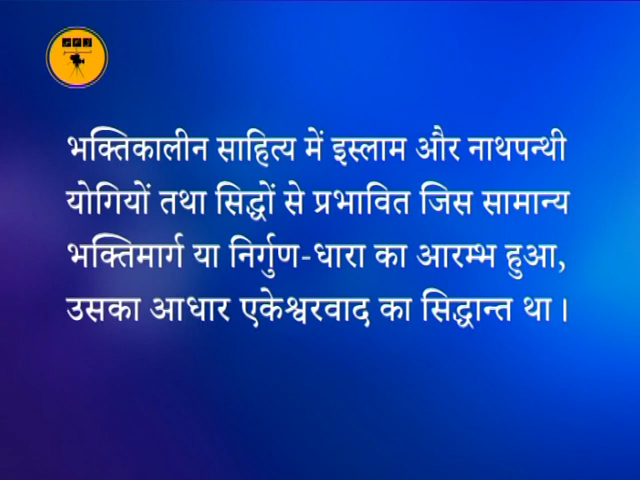 भक्तिकालीन साहित्य में इस्लाम और नाथपन्थी
योगियों तथा सिद्धों से प्रभावित जिस सामान्य
भक्तिमार्ग या निर्गुण-धारा का आरम्भ हुआ,
उसका आधार एकेश्वरवाद का सिद्धान्त था।